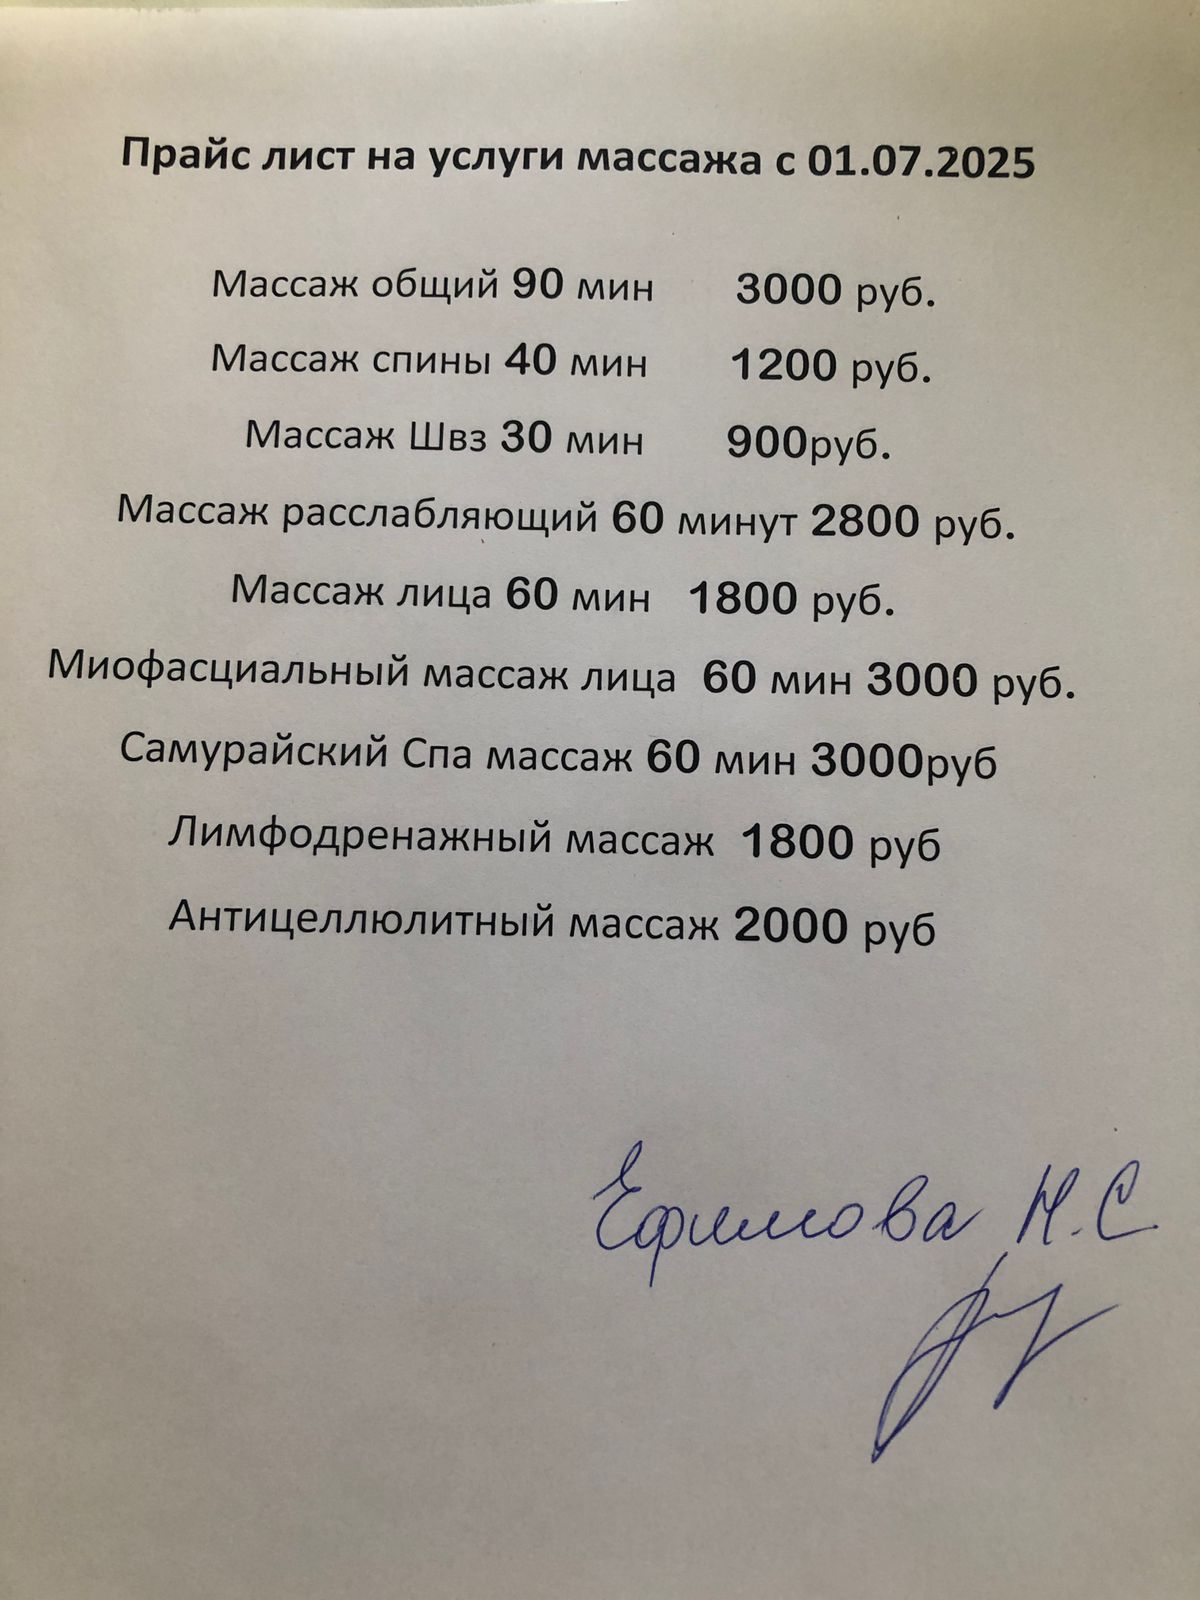 Прайс лист на услуги массажа с 01.07.2025
Массаж общий 90 мин 3000 руб.
Массаж спины 40 мин 1200 руб.
Массаж Швз 30 мин 900руб.
Массаж расслабляющий 60 минут 2800 руб.
Массаж лица 60 мин 1800 руб.
Миофасциальный массаж лица 60 мин 3000 руб.
Самурайский Спа массаж 60 мин 3000руб
Лимфодренажный массаж 1800 руб
Антицеллюлитный массаж 2000 руб
Ефимова Н.С